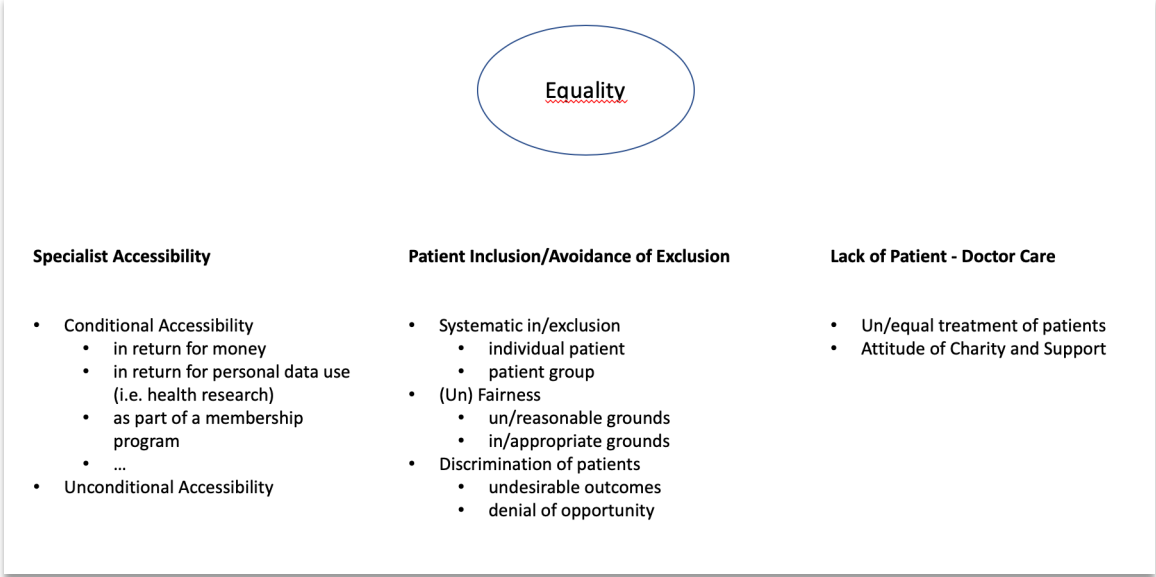 Equality
Specialist Accessibility
• Conditional Accessibility
• in return for money
• in return for personal data use
(i.e. health research)
• as part of a membership
program
• ...
• Unconditional Accessibility
Patient Inclusion/Avoidance of Exclusion
• Systematic in/exclusion
• individual patient
• patient group
• (Un) Fairness
• un/reasonable grounds
• in/appropriate grounds
• Discrimination of patients
• undesirable outcomes
• denial of opportunity
Lack of Patient - Doctor Care
• Un/equal treatment of patients
• Attitude of Charity and Support